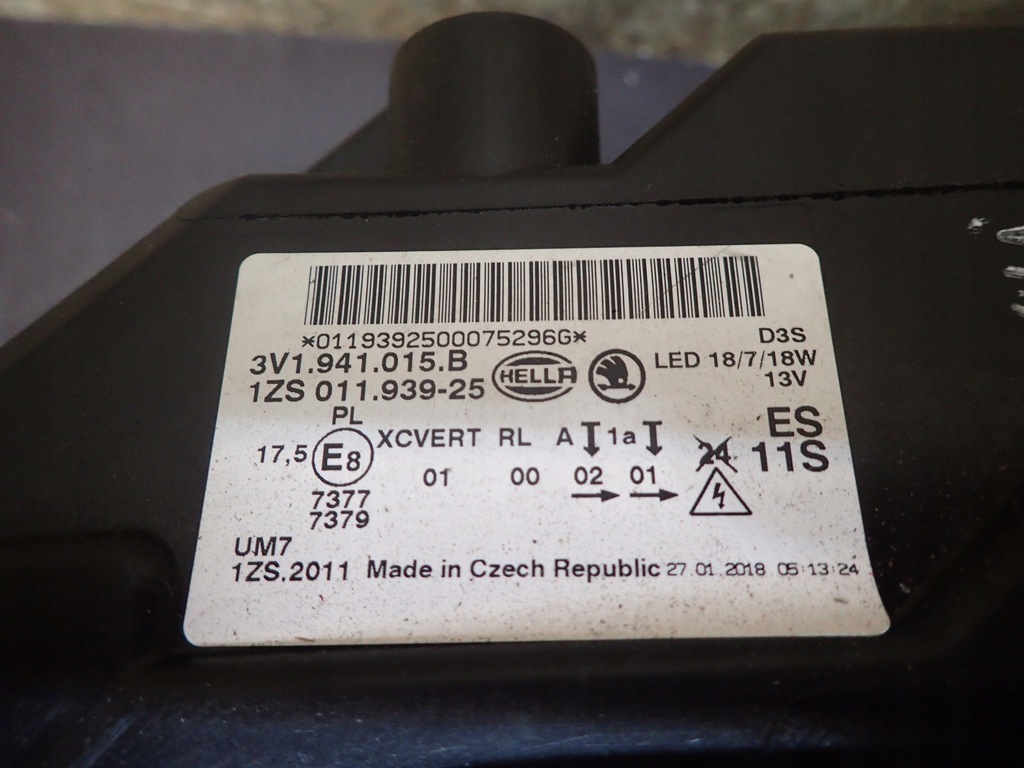 *0119392500075296G*
D3S
3V1.941.015.B
HELLA
LED 18/7/18W
1ZS 011.939-25
13V
PL
ES
17,5 E8 XCVERT RL A 1a
24 11S
01 00 02 01
7377
7379
UM7
1ZS.2011 Made in Czech Republic 27.01.2018 05:13:24